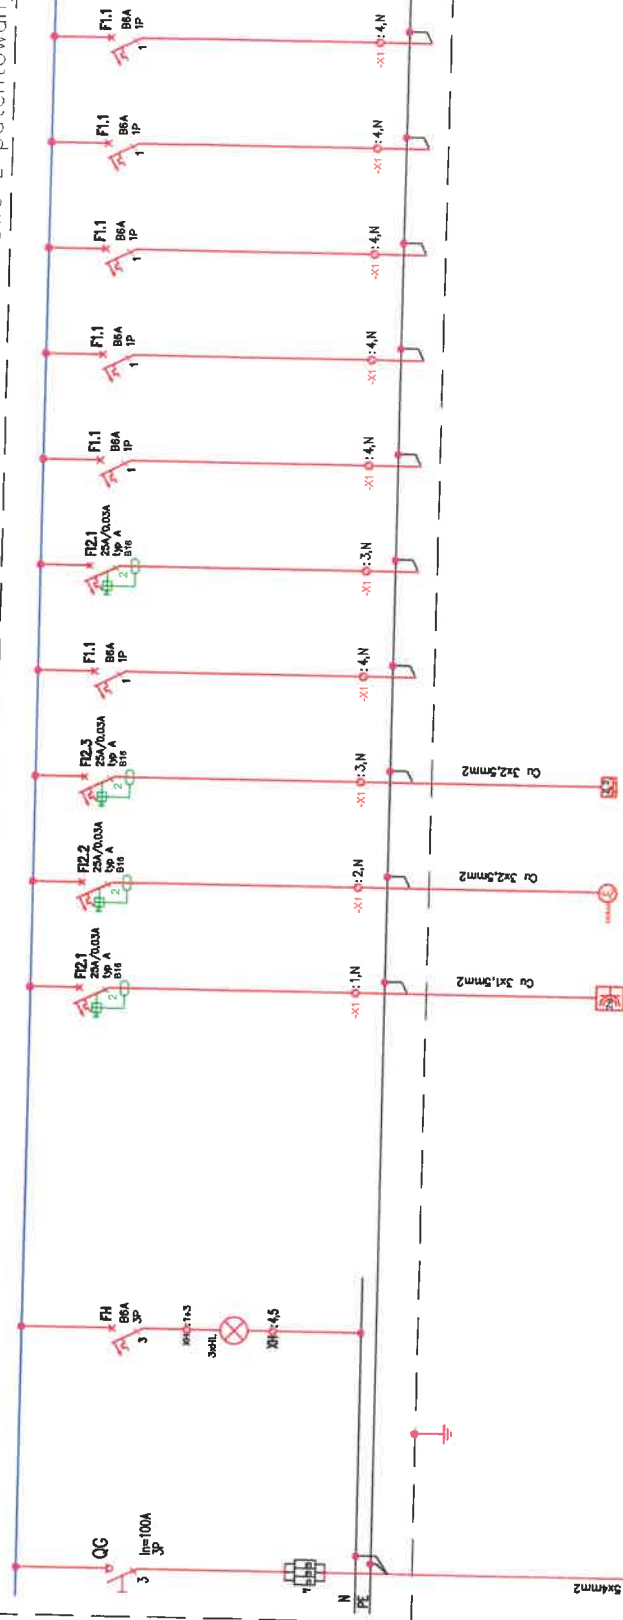 patentowan
F1.1
B6A
1P
1
-X1 :4,N
F1.1
B6A
1P
1
-X1 :4,N
F1.1
B6A
1P
1
-X1 :4,N
F1.1
B6A
1P
1
-X1 :4,N
F1.1
B6A
1P
1
-X1 :4,N
FI2.1
25A/0.03A
typ A
B16
2
-X1 :3,N
F1.1
B6A
1P
1
-X1 :4,N
FI2.3
25A/0.03A
typ A
B16
2
-X1 :3,N
Cu 3x2,5mm2
FI2.2
25A/0.03A
typ A
B16
2
-X1 :2,N
Cu 3x2,5mm2
FI2.1
25A/0.03A
typ A
B16
2
-X1 :1,N
Cu 3x1,5mm2
FH
B6A
3P
3
XH :1+3
3xHL
XH :4,5
QG
In=100A
3P
3
N
PE
5x4mm2